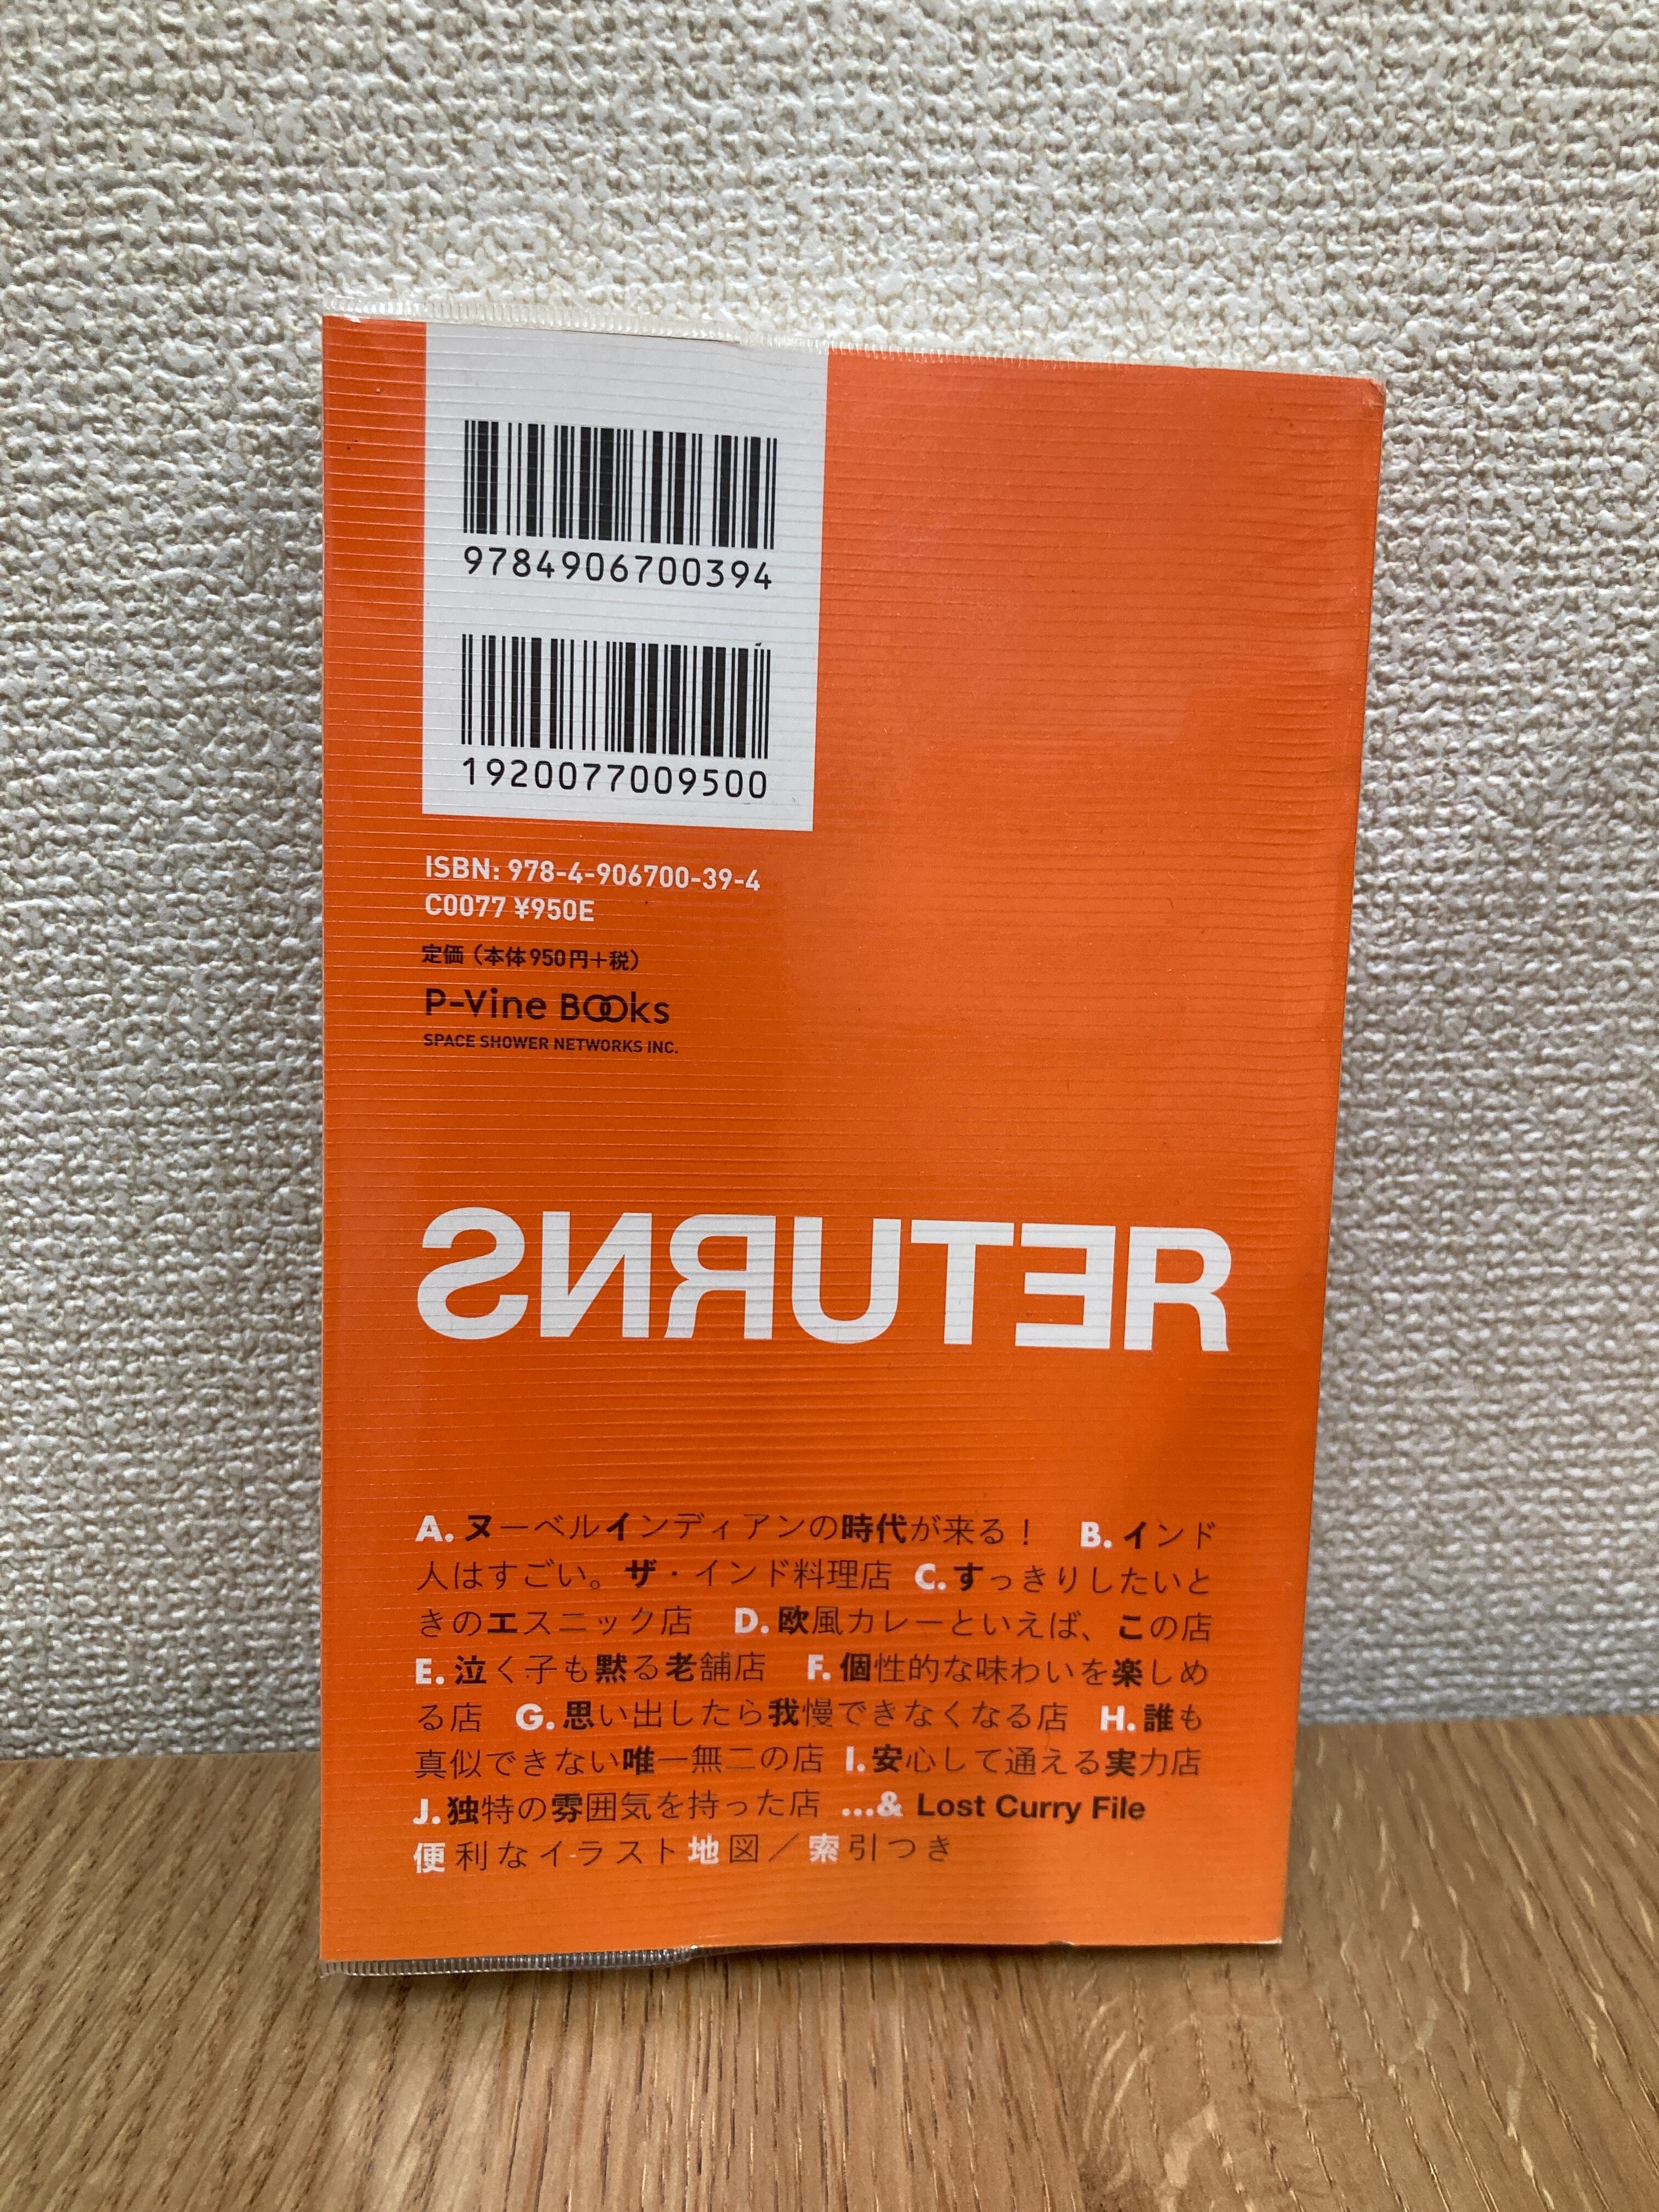 9784906700394
1920077009500
ISBN: 978-4-906700-39-4
C0077 ¥950E
定価（本体950円＋税）
P-Vine Books
SPACE SHOWER NETWORKS INC.
SNRUTER
A. ヌーベルインディアンの時代が来る！ B. インド
人はすごい。ザ・インド料理店 C. すっきりしたいと
きのエスニック店 D. 欧風カレーといえば、この店
E. 泣く子も黙る老舗店 F. 個性的な味わいを楽しめ
る店 G. 思い出したら我慢できなくなる店 H. 誰も
真似できない唯一無二の店 I. 安心して通える実力店
J. 独特の雰囲気を持った店 ...& Lost Curry File
便利なイラスト地図／索引つき